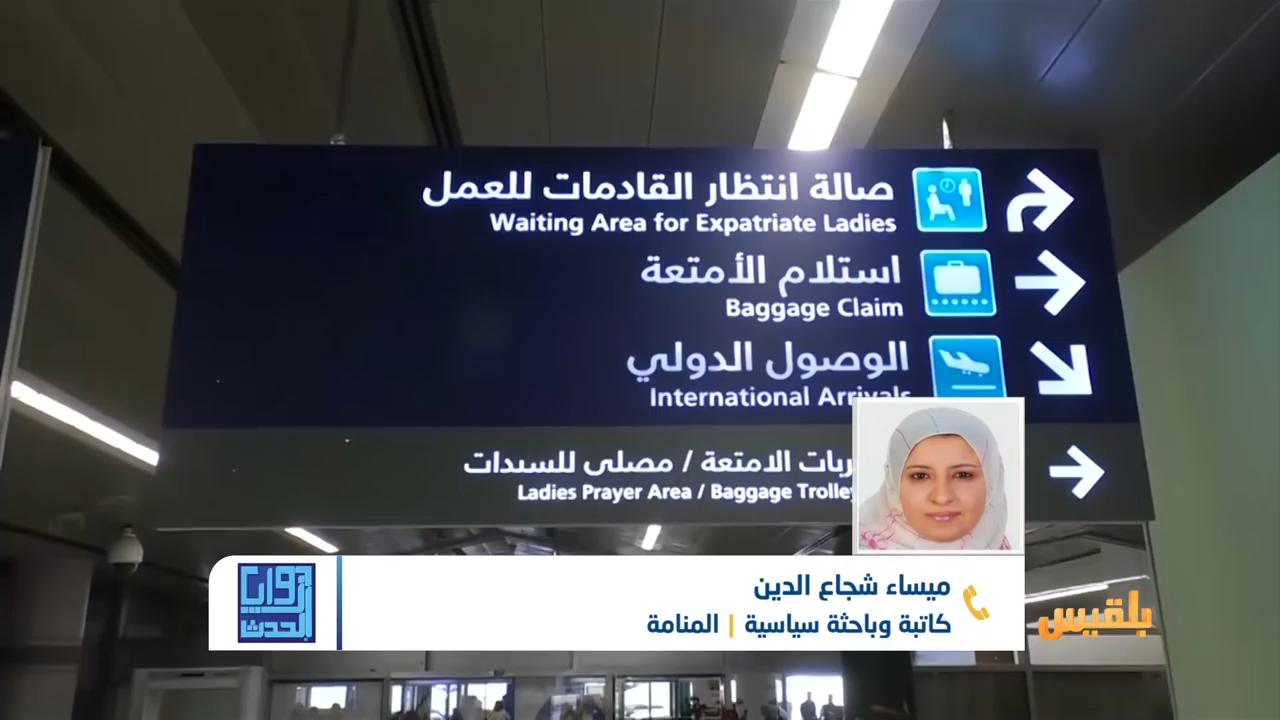 صالة انتظار القادمات للعمل
Waiting Area for Expatriate Ladies
استلام الأمتعة
Baggage Claim
الوصول الدولي
International Arrivals
ربات الامتعة / مصلى للسيدات
Ladies Prayer Area / Baggage Trolley
ميساء شجاع الدين
كاتبة وباحثة سياسية | المنامة
بلقيس
الحدث